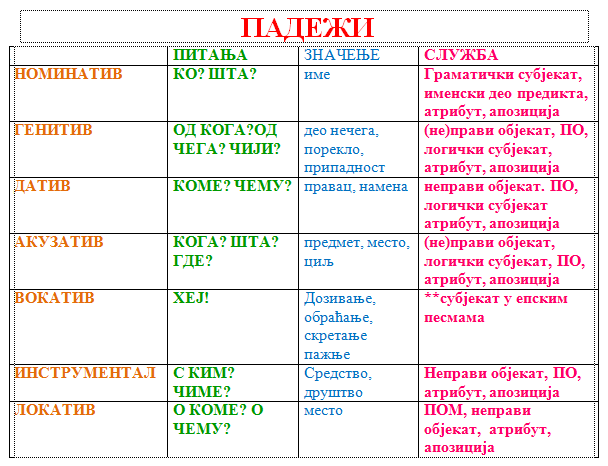 ПАДЕЖИ
ПИТАЊА ЗНАЧЕЊЕ СЛУЖБА
НОМИНАТИВ КО? ШТА? име Граматички субјекат,
именски део предикта,
атрибут, апозиција
ГЕНИТИВ ОД КОГА?ОД део нечега, (не)прави објекат, ПО,
ЧЕГА? ЧИЈИ? порекло, логички субјекат,
припадност атрибут, апозиција
ДАТИВ КОМЕ? ЧЕМУ? правац, намена неправи објекат. ПО,
логички субјекат
атрибут, апозиција
АКУЗАТИВ КОГА? ШТА? предмет, место, (не)прави објекат,
ГДЕ? циљ логички субјекат, ПО,
атрибут, апозиција
ВОКАТИВ ХЕЈ! Дозивање, **субјекат у епским
обраћање, песмама
скретање
пажње
ИНСТРУМЕНТАЛ С КИМ? Средство, Неправи објекат, ПО,
ЧИМЕ? друштво атрибут, апозиција
ЛОКАТИВ О КОМЕ? О место ПОМ, неправи
ЧЕМУ? објекат, атрибут,
апозиција